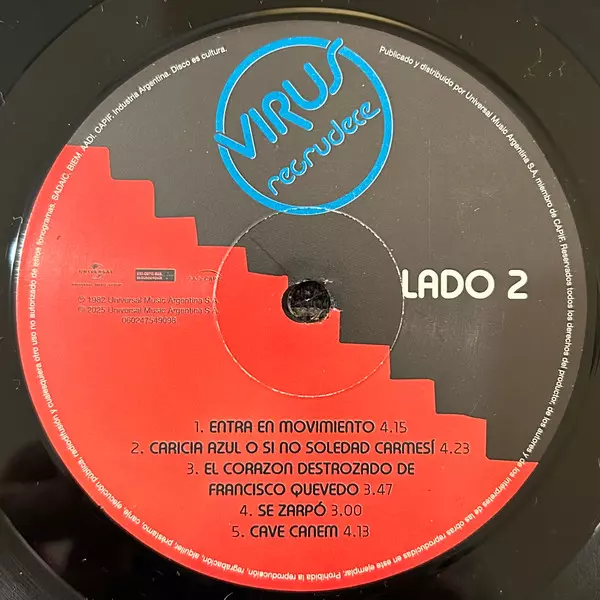 VIRUS
recrudece
LADO 2
UNIVERSAL
℗ 1982 Universal Music Argentina S.A.
© 2025 Universal Music Argentina S.A.
060247549098
1. ENTRA EN MOVIMIENTO 4.15
2. CARICIA AZUL O SI NO SOLEDAD CARMESÍ 4.23
3. EL CORAZON DESTROZADO DE
FRANCISCO QUEVEDO 3.47
4. SE ZARPÓ 3.00
5. CAVE CANEM 4.13
Publicado y distribuido por Universal Music Argentina S.A, miembro de CAPIF. Reservados todos los derechos del productor, de los autores y de los intérpretes de las obras reproducidas en este ejemplar. Prohibida la reproducción, regrabación, alquiler, préstamo, canje, ejecución pública, radiodifusión y cualesquiera otro uso no autorizado de estos fonogramas. SADAIC, BIEM, AADI, CAPIF, Industria Argentina. Disco es cultura.